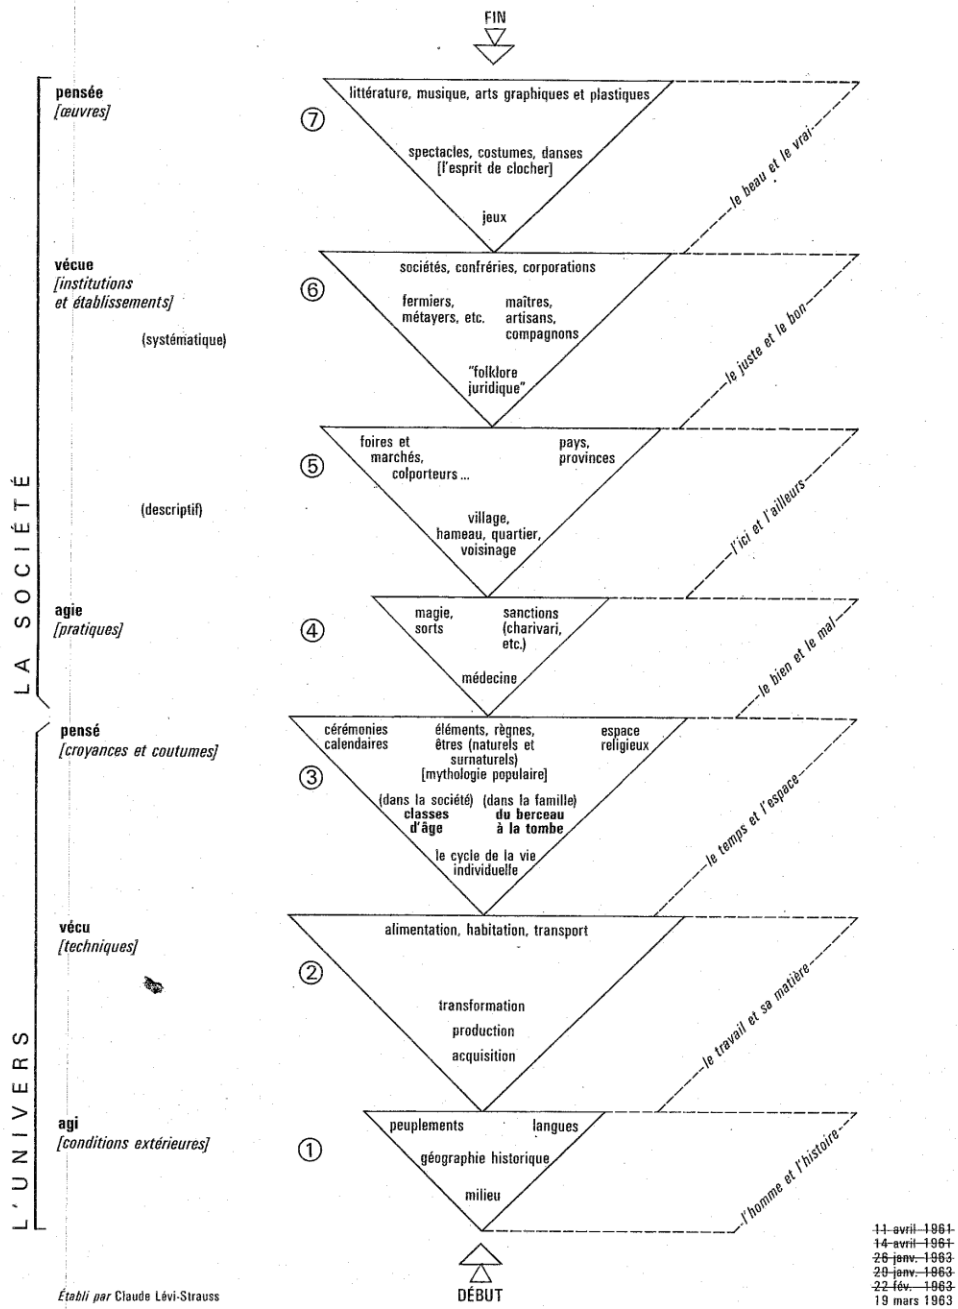 FIN
pensée
[œuvres]
⑦
littérature, musique, arts graphiques et plastiques
spectacles, costumes, danses
[l'esprit de clocher]
jeux
le beau et le vrai
vécue
[institutions
et établissements]
(systématique)
⑥
sociétés, confréries, corporations
fermiers,
métayers, etc.
maîtres,
artisans,
compagnons
"folklore
juridique"
le juste et le bon
⑤
foires et
marchés,
colporteurs ...
pays,
provinces
(descriptif)
village,
hameau, quartier,
voisinage
l'ici et l'ailleurs
LA SOCIÉTÉ
agie
[pratiques]
④
magie,
sorts
sanctions
(charivari,
etc.)
médecine
le bien et le mal
pensé
[croyances et coutumes]
③
cérémonies
calendaires
éléments, règnes,
êtres (naturels et
surnaturels)
[mythologie populaire]
espace
religieux
(dans la société)
classes
d'âge
(dans la famille)
du berceau
à la tombe
le cycle de la vie
individuelle
le temps et l'espace
vécu
[techniques]
②
alimentation, habitation, transport
transformation
production
acquisition
le travail et sa matière
L'UNIVERS
agi
[conditions extérieures]
①
peuplements
langues
géographie historique
milieu
l'homme et l'histoire
DÉBUT
Établi par Claude Lévi-Strauss
11 avril 1961
14 avril 1961
26 janv. 1963
29 janv. 1963
22 fév. 1963
19 mars 1963